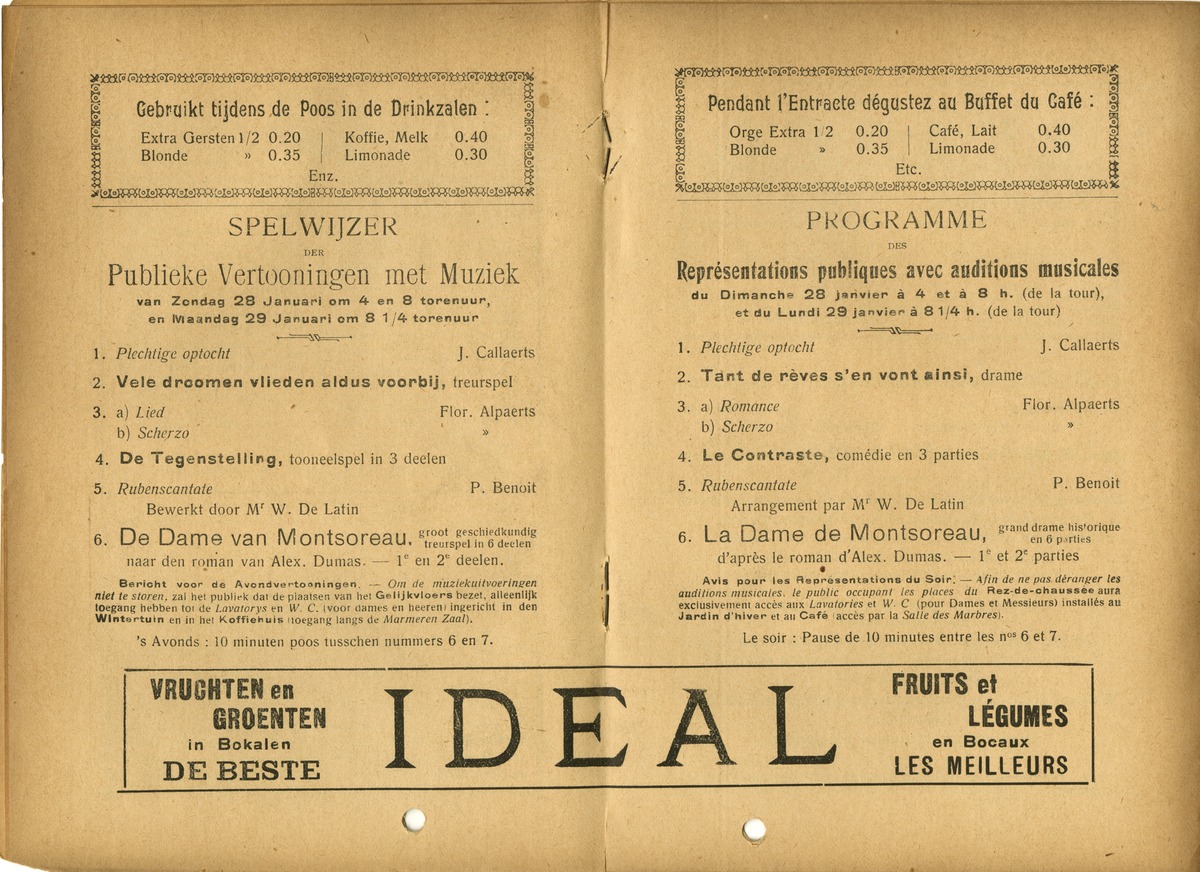 Gebruikt tijdens de Poos in de Drinkzalen :
Extra Gersten 1/2 0.20 | Koffie, Melk 0.40
Blonde » 0.35 | Limonade 0.30
Enz.
SPELWIJZER
DER
Publieke Vertooningen met Muziek
van Zondag 28 Januari om 4 en 8 torenuur,
en Maandag 29 Januari om 8 1/4 torenuur
1. Plechtige optocht J. Callaerts
2. Vele droomen vlieden aldus voorbij, treurspel
3. a) Lied Flor. Alpaerts
b) Scherzo »
4. De Tegenstelling, tooneelspel in 3 deelen
5. Rubenscantate P. Benoit
Bewerkt door Mr W. De Latin
6. De Dame van Montsoreau, groot geschiedkundig
treurspel in 6 deelen
naar den roman van Alex. Dumas. — 1e en 2e deelen.
Bericht voor de Avondvertooningen. — Om de muziekuitvoeringen
niet te storen, zal het publiek dat de plaatsen van het Gelijkvloers bezet, alleenlijk
toegang hebben tot de Lavatorys en W. C. (voor dames en heeren) ingericht in den
Wintertuin en in het Koffiehuis (toegang langs de Marmeren Zaal).
's Avonds : 10 minuten poos tusschen nummers 6 en 7.
Pendant l'Entracte dégustez au Buffet du Café :
Orge Extra 1/2 0.20 | Café, Lait 0.40
Blonde » 0.35 | Limonade 0.30
Etc.
PROGRAMME
DES
Représentations publiques avec auditions musicales
du Dimanche 28 janvier à 4 et à 8 h. (de la tour),
et du Lundi 29 janvier à 8 1/4 h. (de la tour)
1. Plechtige optocht J. Callaerts
2. Tant de rêves s'en vont ainsi, drame
3. a) Romance Flor. Alpaerts
b) Scherzo »
4. Le Contraste, comédie en 3 parties
5. Rubenscantate P. Benoit
Arrangement par Mr W. De Latin
6. La Dame de Montsoreau, grand drame historique
en 6 parties
d'après le roman d'Alex. Dumas. — 1e et 2e parties
Avis pour les Représentations du Soir. — Afin de ne pas déranger les
auditions musicales, le public occupant les places du Rez-de-chaussée aura
exclusivement accès aux Lavatories et W. C (pour Dames et Messieurs) installés au
Jardin d'hiver et au Café (accès par la Salle des Marbres).
Le soir : Pause de 10 minutes entre les nos 6 et 7.
VRUCHTEN en
GROENTEN
in Bokalen
DE BESTE
IDEAL
FRUITS et
LÉGUMES
en Bocaux
LES MEILLEURS